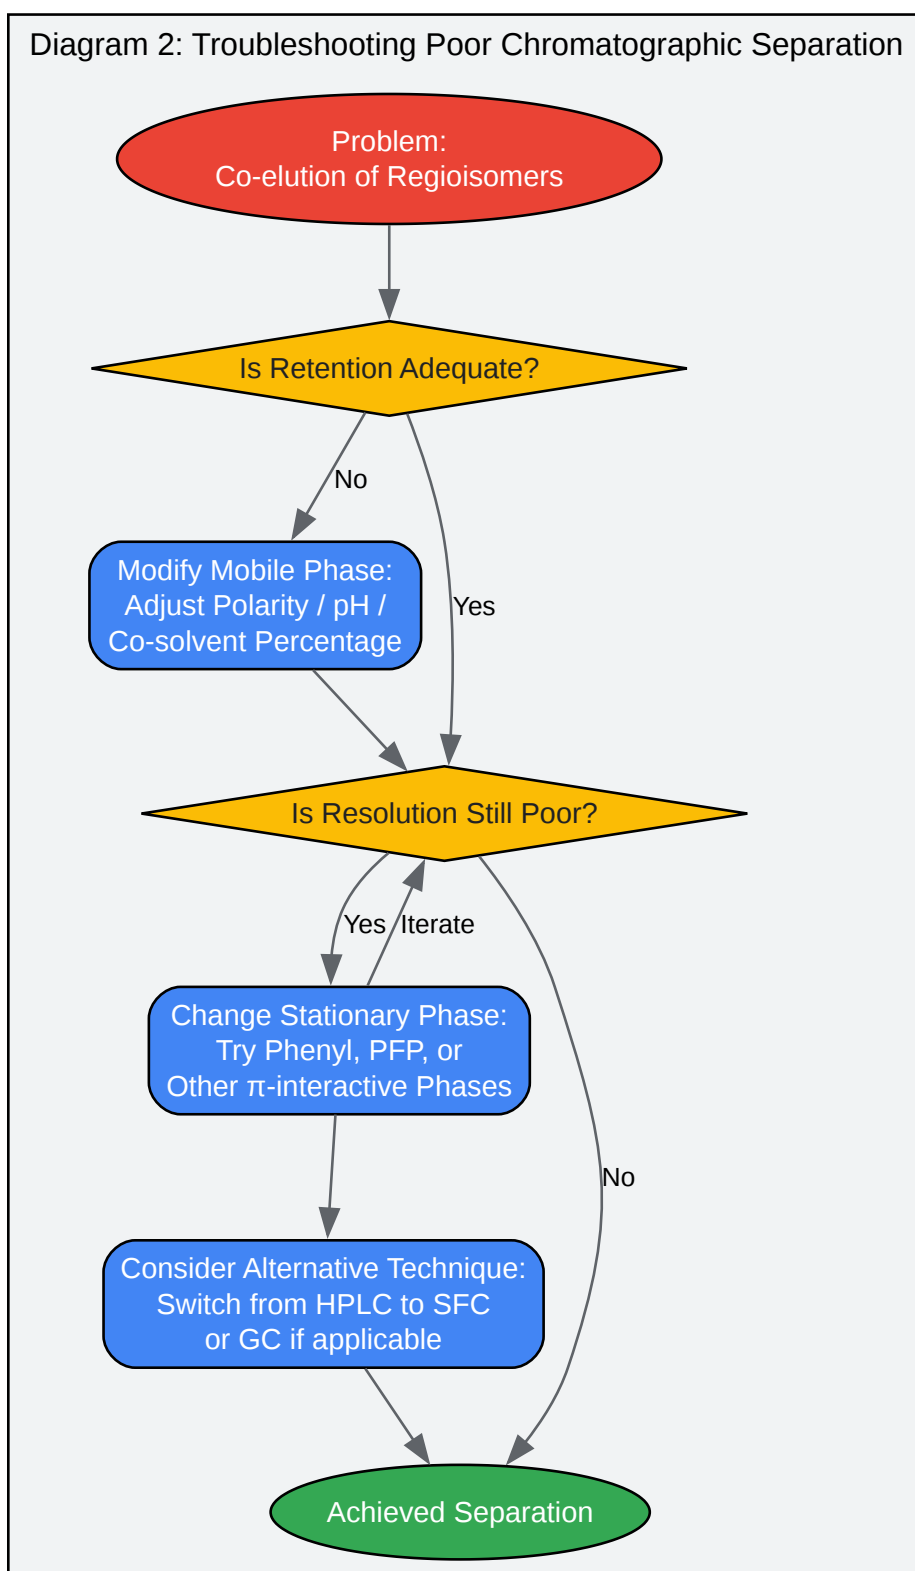 Diagram 2: Troubleshooting Poor Chromatographic Separation
Problem:
Co-elution of Regioisomers
Is Retention Adequate?
No
Modify Mobile Phase:
Adjust Polarity / pH /
Co-solvent Percentage
Yes
Is Resolution Still Poor?
Yes
Iterate
Change Stationary Phase:
Try Phenyl, PFP, or
Other π-interactive Phases
No
Consider Alternative Technique:
Switch from HPLC to SFC
or GC if applicable
Achieved Separation